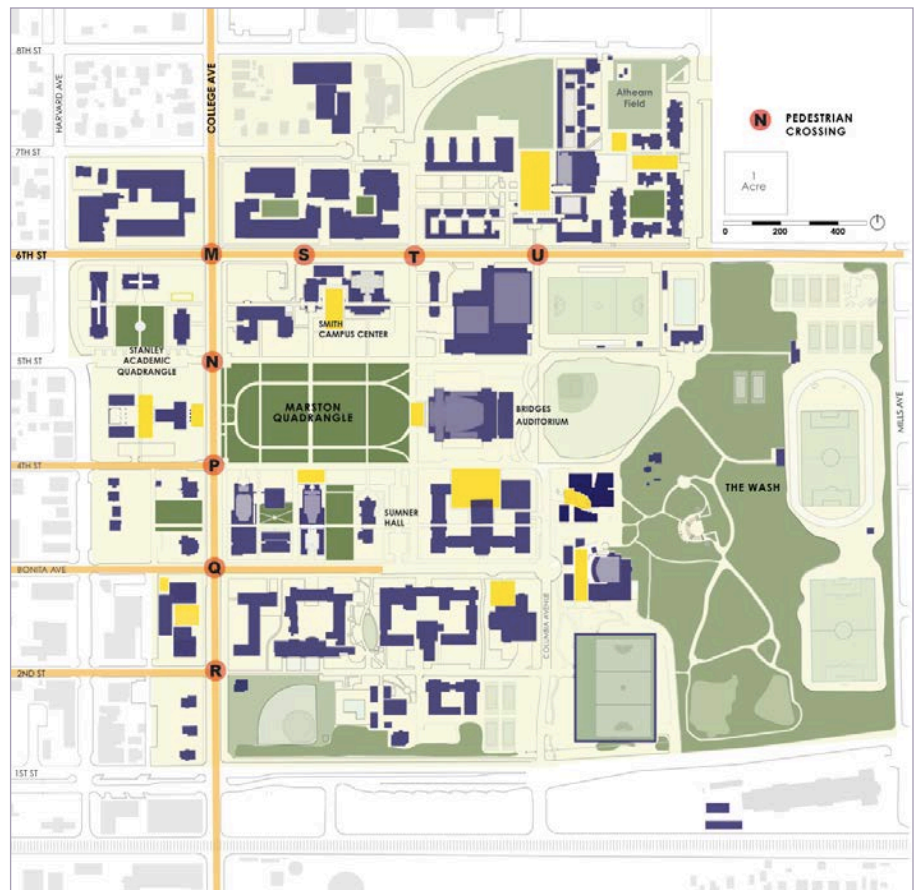 8TH ST
HARVARD AVE
COLLEGE AVE
Athearn
Field
N
PEDESTRIAN
CROSSING
7TH ST
1
Acre
0
200
400
6TH ST
M
S
T
U
SMITH
CAMPUS CENTER
STANLEY
ACADEMIC
QUADRANGLE
5TH ST
N
MARSTON
QUADRANGLE
BRIDGES
AUDITORIUM
MILLS AVE
4TH ST
P
THE WASH
SUMNER
HALL
BONITA AVE
Q
COLUMBIA AVENUE
2ND ST
R
1ST ST